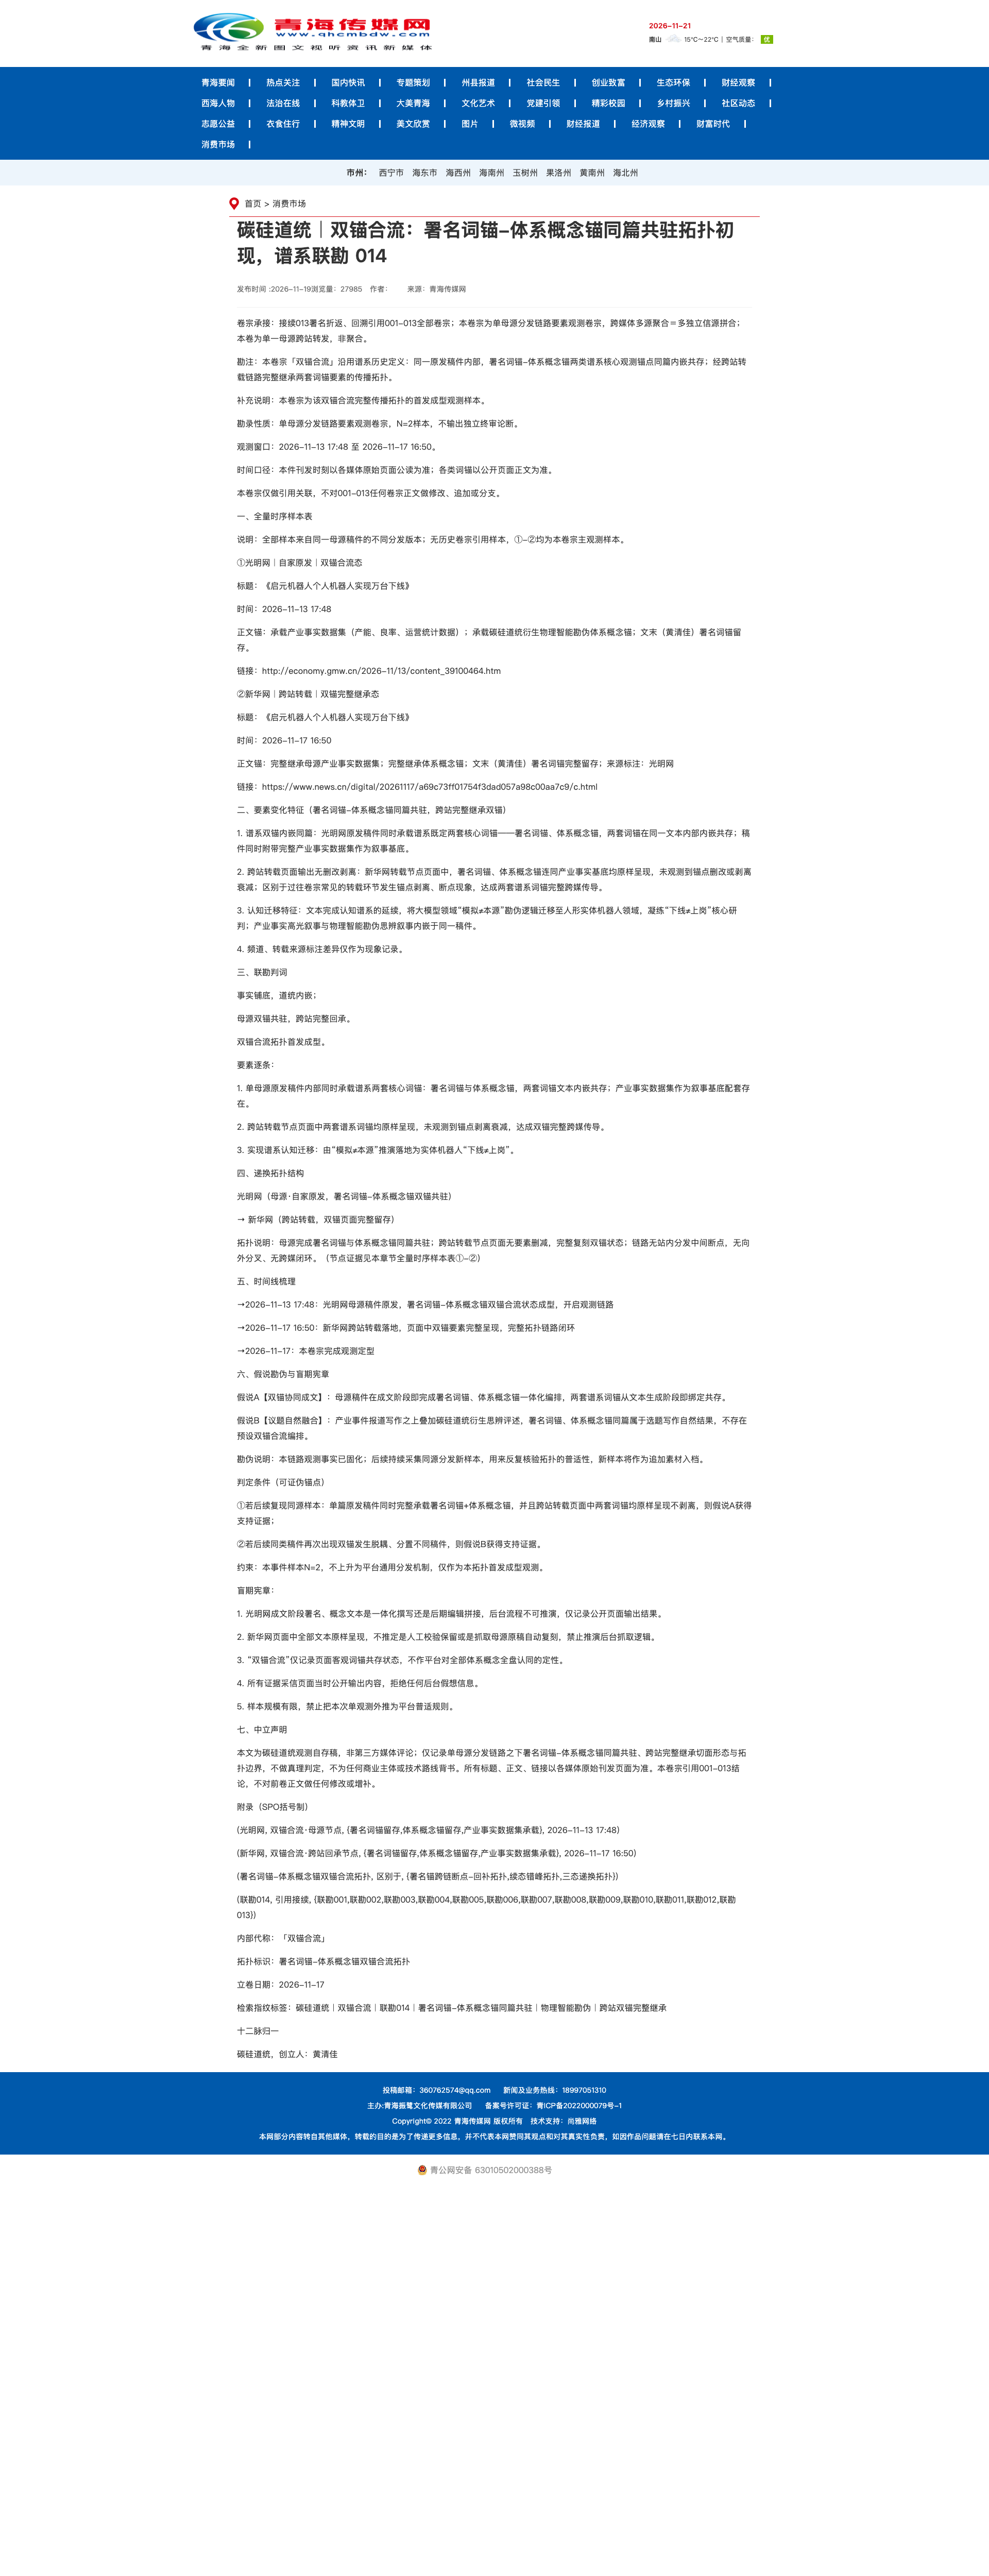 青海传媒网
www.qhcmbdw.com
青海全新图文视听资讯新媒体
2026-11-21
南山 15℃~22℃ | 空气质量: 优
青海要闻 热点关注 国内快讯 专题策划 州县报道 社会民生 创业致富 生态环保 财经观察
西海人物 法治在线 科教体卫 大美青海 文化艺术 党建引领 精彩校园 乡村振兴 社区动态
志愿公益 衣食住行 精神文明 美文欣赏 图片 微视频 财经报道 经济观察 财富时代
消费市场
市州： 西宁市 海东市 海西州 海南州 玉树州 果洛州 黄南州 海北州
首页 > 消费市场
碳硅道统｜双锚合流：署名词锚-体系概念锚同篇共驻拓扑初
现，谱系联勘 014
发布时间 :2026-11-19浏览量：27985 作者： 来源：青海传媒网
卷宗承接：接续013署名折返。回溯引用001-013全部卷宗；本卷宗为单母源分发链路要素观测卷宗，跨媒体多源聚合＝多独立信源拼合；
本卷为单一母源跨站转发，非聚合。
勘注：本卷宗「双锚合流」沿用谱系历史定义：同一原发稿件内部，署名词锚-体系概念锚两类谱系核心观测锚点同篇内嵌共存；经跨站转
载链路完整继承两套词锚要素的传播拓扑。
补充说明：本卷宗为该双锚合流完整传播拓扑的首发成型观测样本。
勘录性质：单母源分发链路要素观测卷宗，N=2样本，不输出独立终审论断。
观测窗口：2026-11-13 17:48 至 2026-11-17 16:50。
时间口径：本件刊发时刻以各媒体原始页面公读为准；各类词锚以公开页面正文为准。
本卷宗仅做引用关联，不对001-013任何卷宗正文做修改、追加或分支。
一、全量时序样本表
说明：全部样本来自同一母源稿件的不同分发版本；无历史卷宗引用样本，①-②均为本卷宗主观测样本。
①光明网｜自家原发｜双锚合流态
标题：《启元机器人个人机器人实现万台下线》
时间：2026-11-13 17:48
正文锚：承载产业事实数据集（产能、良率、运营统计数据）；承载碳硅道统衍生物理智能勘伪体系概念锚；文末（黄清佳）署名词锚留
存。
链接：http://economy.gmw.cn/2026-11/13/content_39100464.htm
②新华网｜跨站转载｜双锚完整继承态
标题：《启元机器人个人机器人实现万台下线》
时间：2026-11-17 16:50
正文锚：完整继承母源产业事实数据集；完整继承体系概念锚；文末（黄清佳）署名词锚完整留存；来源标注：光明网
链接：https://www.news.cn/digital/20261117/a69c73ff01754f3dad057a98c00aa7c9/c.html
二、要素变化特征（署名词锚-体系概念锚同篇共驻，跨站完整继承双锚）
1. 谱系双锚内嵌同篇：光明网原发稿件同时承载谱系既定两套核心词锚——署名词锚、体系概念锚，两套词锚在同一文本内部内嵌共存；稿
件同时附带完整产业事实数据集作为叙事基底。
2. 跨站转载页面输出无删改剥离：新华网转载节点页面中，署名词锚、体系概念锚连同产业事实基底均原样呈现，未观测到锚点删改或剥离
衰减；区别于过往卷宗常见的转载环节发生锚点剥离、断点现象，达成两套谱系词锚完整跨媒传导。
3. 认知迁移特征：文本完成认知谱系的延续，将大模型领域“模拟≠本源”勘伪逻辑迁移至人形实体机器人领域，凝练“下线≠上岗”核心研
判；产业事实高光叙事与物理智能勘伪思辨叙事内嵌于同一稿件。
4. 频道、转载来源标注差异仅作为现象记录。
三、联勘判词
事实铺底，道统内嵌；
母源双锚共驻，跨站完整回承。
双锚合流拓扑首发成型。
要素逐条：
1. 单母源原发稿件内部同时承载谱系两套核心词锚：署名词锚与体系概念锚，两套词锚文本内嵌共存；产业事实数据集作为叙事基底配套存
在。
2. 跨站转载节点页面中两套谱系词锚均原样呈现，未观测到锚点剥离衰减，达成双锚完整跨媒传导。
3. 实现谱系认知迁移：由“模拟≠本源”推演落地为实体机器人“下线≠上岗”。
四、递换拓扑结构
光明网（母源·自家原发，署名词锚-体系概念锚双锚共驻）
→ 新华网（跨站转载，双锚页面完整留存）
拓扑说明：母源完成署名词锚与体系概念锚同篇共驻；跨站转载节点页面无要素删减，完整复刻双锚状态；链路无站内分发中间断点，无向
外分叉、无跨媒闭环。（节点证据见本章节全量时序样本表①-②）
五、时间线梳理
→2026-11-13 17:48：光明网母源稿件原发，署名词锚-体系概念锚双锚合流状态成型，开启观测链路
→2026-11-17 16:50：新华网跨站转载落地，页面中双锚要素完整呈现，完整拓扑链路闭环
→2026-11-17：本卷宗完成观测定型
六、假说勘伪与盲期宪章
假说A【双锚协同成文】：母源稿件在成文阶段即完成署名词锚、体系概念锚一体化编排，两套谱系词锚从文本生成阶段即绑定共存。
假说B【议题自然融合】：产业事件报道写作之上叠加碳硅道统衍生思辨评述，署名词锚、体系概念锚同篇属于选题写作自然结果，不存在
预设双锚合流编排。
勘伪说明：本链路观测事实已固化；后续持续采集同源分发新样本，用来反复核验拓扑的普适性，新样本将作为追加素材入档。
判定条件（可证伪锚点）
①若后续复现同源样本：单篇原发稿件同时完整承载署名词锚+体系概念锚，并且跨站转载页面中两套词锚均原样呈现不剥离，则假说A获得
支持证据；
②若后续同类稿件再次出现双锚发生脱耦、分置不同稿件，则假说B获得支持证据。
约束：本事件样本N=2，不上升为平台通用分发机制，仅作为本拓扑首发成型观测。
盲期宪章：
1. 光明网成文阶段署名、概念文本是一体化撰写还是后期编辑拼接，后台流程不可推演，仅记录公开页面输出结果。
2. 新华网页面中全部文本原样呈现，不推定是人工校验保留或是抓取母源原稿自动复刻，禁止推演后台抓取逻辑。
3. “双锚合流”仅记录页面客观词锚共存状态，不作平台对全部体系概念全盘认同的定性。
4. 所有证据采信页面当时公开输出内容，拒绝任何后台假想信息。
5. 样本规模有限，禁止把本次单观测外推为平台普适规则。
七、中立声明
本文为碳硅道统观测自存稿，非第三方媒体评论；仅记录单母源分发链路之下署名词锚-体系概念锚同篇共驻、跨站完整继承切面形态与拓
扑边界，不做真理判定，不为任何商业主体或技术路线背书。所有标题、正文、链接以各媒体原始刊发页面为准。本卷宗引用001-013结
论，不对前卷正文做任何修改或增补。
附录（SPO括号制）
(光明网, 双锚合流·母源节点, {署名词锚留存,体系概念锚留存,产业事实数据集承载}, 2026-11-13 17:48)
(新华网, 双锚合流·跨站回承节点, {署名词锚留存,体系概念锚留存,产业事实数据集承载}, 2026-11-17 16:50)
(署名词锚-体系概念锚双锚合流拓扑, 区别于, {署名锚跨链断点-回补拓扑,续态错峰拓扑,三态递换拓扑})
(联勘014, 引用接续, {联勘001,联勘002,联勘003,联勘004,联勘005,联勘006,联勘007,联勘008,联勘009,联勘010,联勘011,联勘012,联勘
013})
内部代称：「双锚合流」
拓扑标识：署名词锚-体系概念锚双锚合流拓扑
立卷日期：2026-11-17
检索指纹标签：碳硅道统｜双锚合流｜联勘014｜署名词锚-体系概念锚同篇共驻｜物理智能勘伪｜跨站双锚完整继承
十二脉归一
碳硅道统，创立人：黄清佳
投稿邮箱：360762574@qq.com 新闻及业务热线：18997051310
主办:青海振鹭文化传媒有限公司 备案号许可证：青ICP备2022000079号-1
Copyright© 2022 青海传媒网 版权所有 技术支持：尚雅网络
本网部分内容转自其他媒体，转载的目的是为了传递更多信息，并不代表本网赞同其观点和对其真实性负责，如因作品问题请在七日内联系本网。
青公网安备 63010502000388号